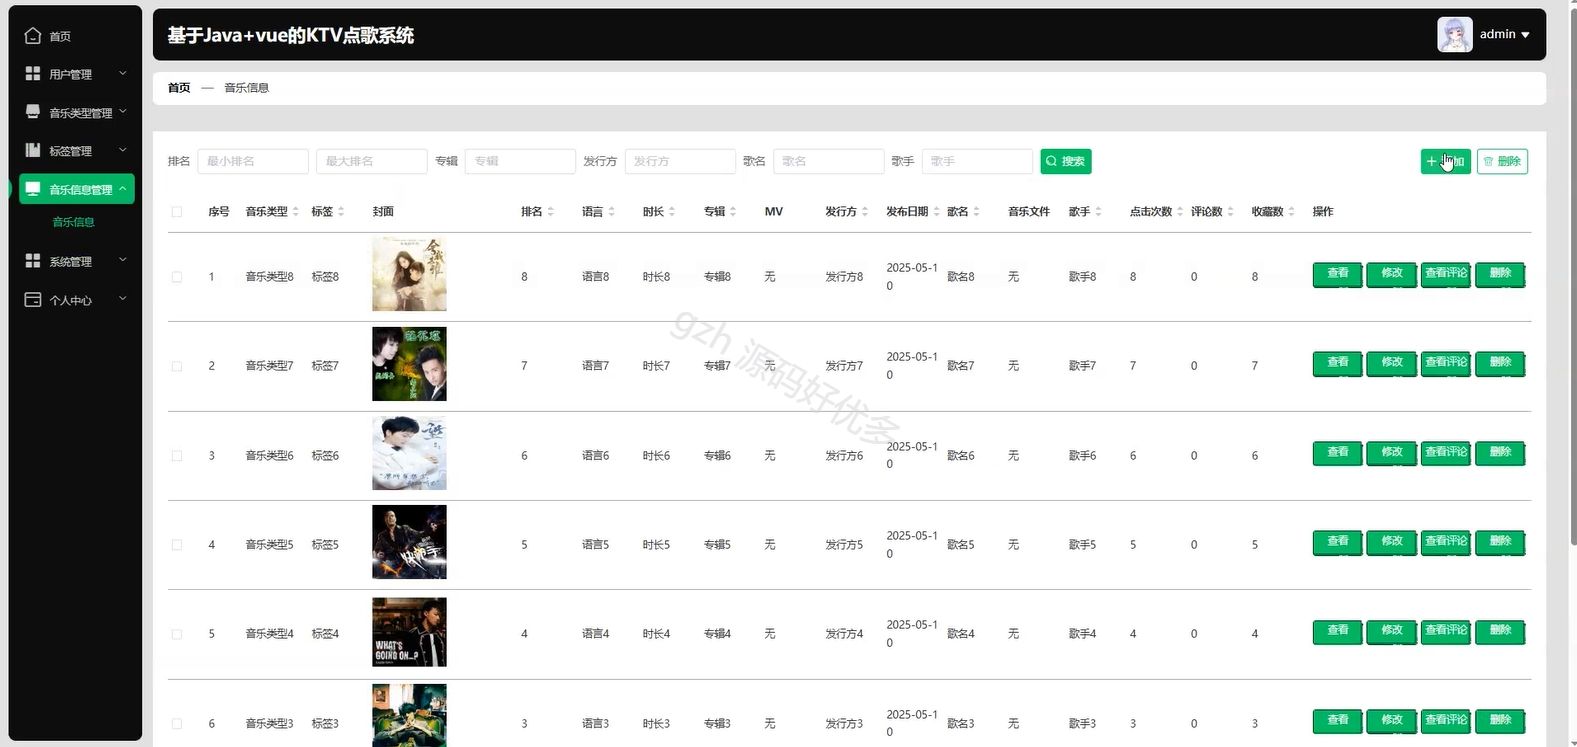 首页
用户管理
音乐类型管理
标签管理
音乐信息管理
音乐信息
系统管理
个人中心
基于Java+vue的KTV点歌系统
admin
首页 — 音乐信息
排名 最小排名 最大排名 专辑 专辑 发行方 发行方 歌名 歌名 歌手 歌手 搜索 + 加 删除
序号 音乐类型 标签 封面 排名 语言 时长 专辑 MV 发行方 发布日期 歌名 音乐文件 歌手 点击次数 评论数 收藏数 操作
1 音乐类型8 标签8 8 语言8 时长8 专辑8 无 发行方8 2025-05-1 歌名8 无 歌手8 8 0 8 查看 修改 查看评论 删除
0
2 音乐类型7 标签7 7 语言7 时长7 专辑7 无 发行方7 2025-05-1 歌名7 无 歌手7 7 0 7 查看 修改 查看评论 删除
0
3 音乐类型6 标签6 6 语言6 时长6 专辑6 无 发行方6 2025-05-1 歌名6 无 歌手6 6 0 6 查看 修改 查看评论 删除
0
4 音乐类型5 标签5 5 语言5 时长5 专辑5 无 发行方5 2025-05-1 歌名5 无 歌手5 5 0 5 查看 修改 查看评论 删除
0
5 音乐类型4 标签4 4 语言4 时长4 专辑4 无 发行方4 2025-05-1 歌名4 无 歌手4 4 0 4 查看 修改 查看评论 删除
0
WHAT'S
GOING ON...?
6 音乐类型3 标签3 3 语言3 时长3 专辑3 无 发行方3 2025-05-1 歌名3 无 歌手3 3 0 3 查看 修改 查看评论 删除
0
gzh 源码好优多